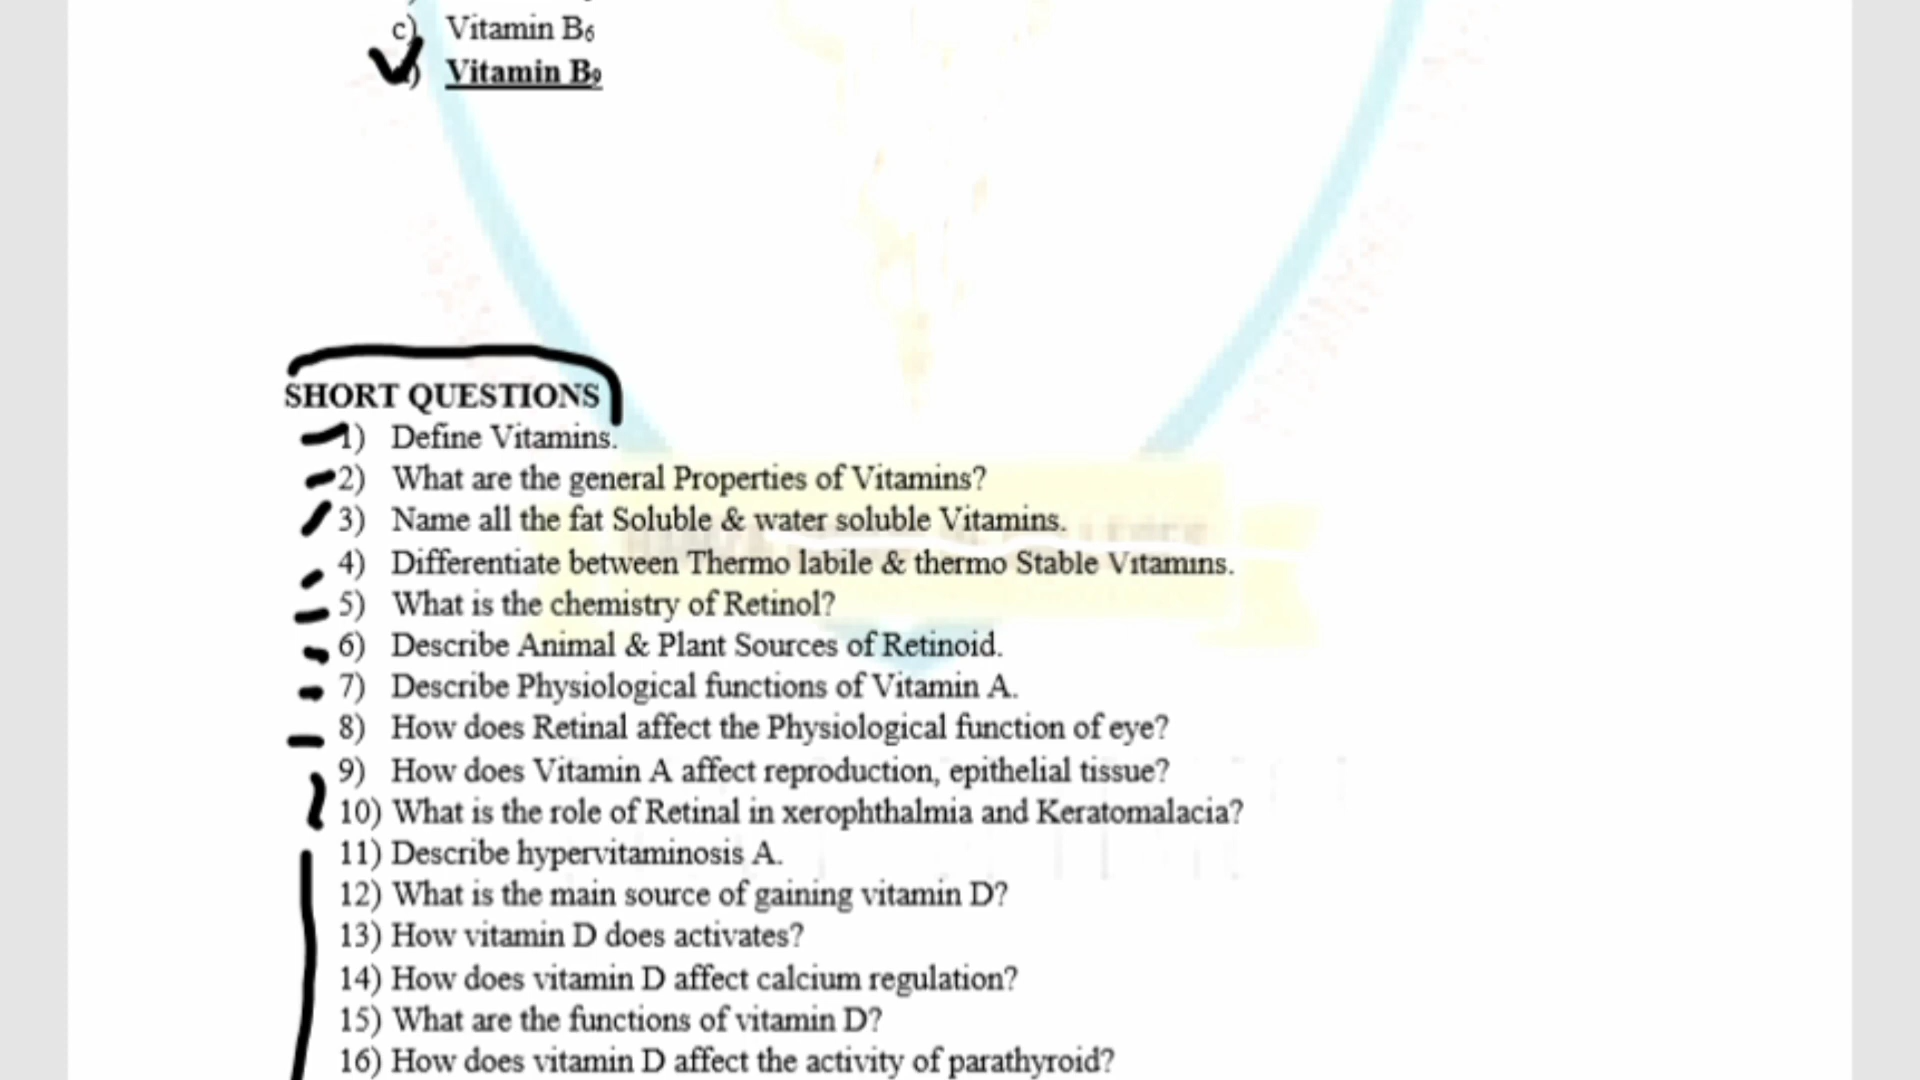 c) Vitamin B₆
) Vitamin B₉
SHORT QUESTIONS
1) Define Vitamins.
2) What are the general Properties of Vitamins?
3) Name all the fat Soluble & water soluble Vitamins.
4) Differentiate between Thermo labile & thermo Stable Vitamins.
5) What is the chemistry of Retinol?
6) Describe Animal & Plant Sources of Retinoid.
7) Describe Physiological functions of Vitamin A.
8) How does Retinal affect the Physiological function of eye?
9) How does Vitamin A affect reproduction, epithelial tissue?
10) What is the role of Retinal in xerophthalmia and Keratomalacia?
11) Describe hypervitaminosis A.
12) What is the main source of gaining vitamin D?
13) How vitamin D does activates?
14) How does vitamin D affect calcium regulation?
15) What are the functions of vitamin D?
16) How does vitamin D affect the activity of parathyroid?